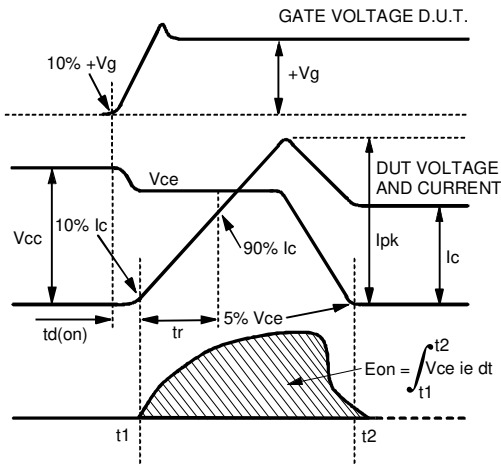 GATE VOLTAGE D.U.T.
10% +Vg
+Vg
DUT VOLTAGE
AND CURRENT
Vce
10% Ic
Vcc
90% Ic
Ipk
Ic
td(on)
tr
5% Vce
Eon = ∫ Vce ie dt
t2
t1
t1
t2